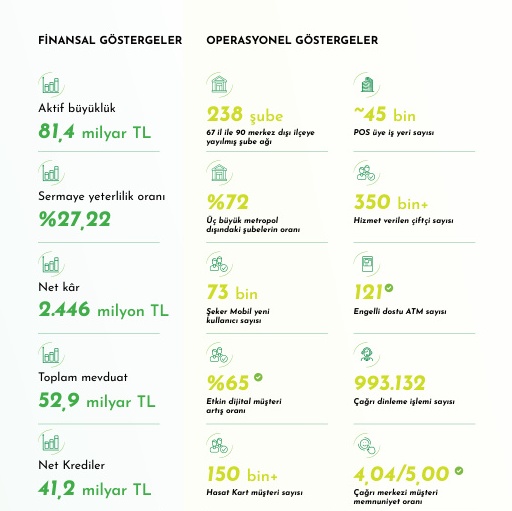 FİNANSAL GÖSTERGELER
Aktif büyüklük
81,4 milyar TL
Sermaye yeterlilik oranı
%27,22
Net kâr
2.446 milyon TL
Toplam mevduat
52,9 milyar TL
Net Krediler
41,2 milyar TL
OPERASYONEL GÖSTERGELER
238 şube
67 il ile 90 merkez dışı ilçeye
yayılmış şube ağı
%72
Üç büyük metropol
dışındaki şubelerin oranı
73 bin
Şeker Mobil yeni
kullanıcı sayısı
%65
Etkin dijital müşteri
artış oranı
150 bin+
Hasat Kart müşteri sayısı
~45 bin
POS üye iş yeri sayısı
350 bin+
Hizmet verilen çiftçi sayısı
121
Engelli dostu ATM sayısı
993.132
Çağrı dinleme işlemi sayısı
4,04/5,00
Çağrı merkezi müşteri
memnuniyet oranı